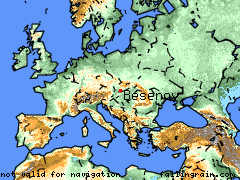 Besenov
not valid for navigation
fallingrain.com